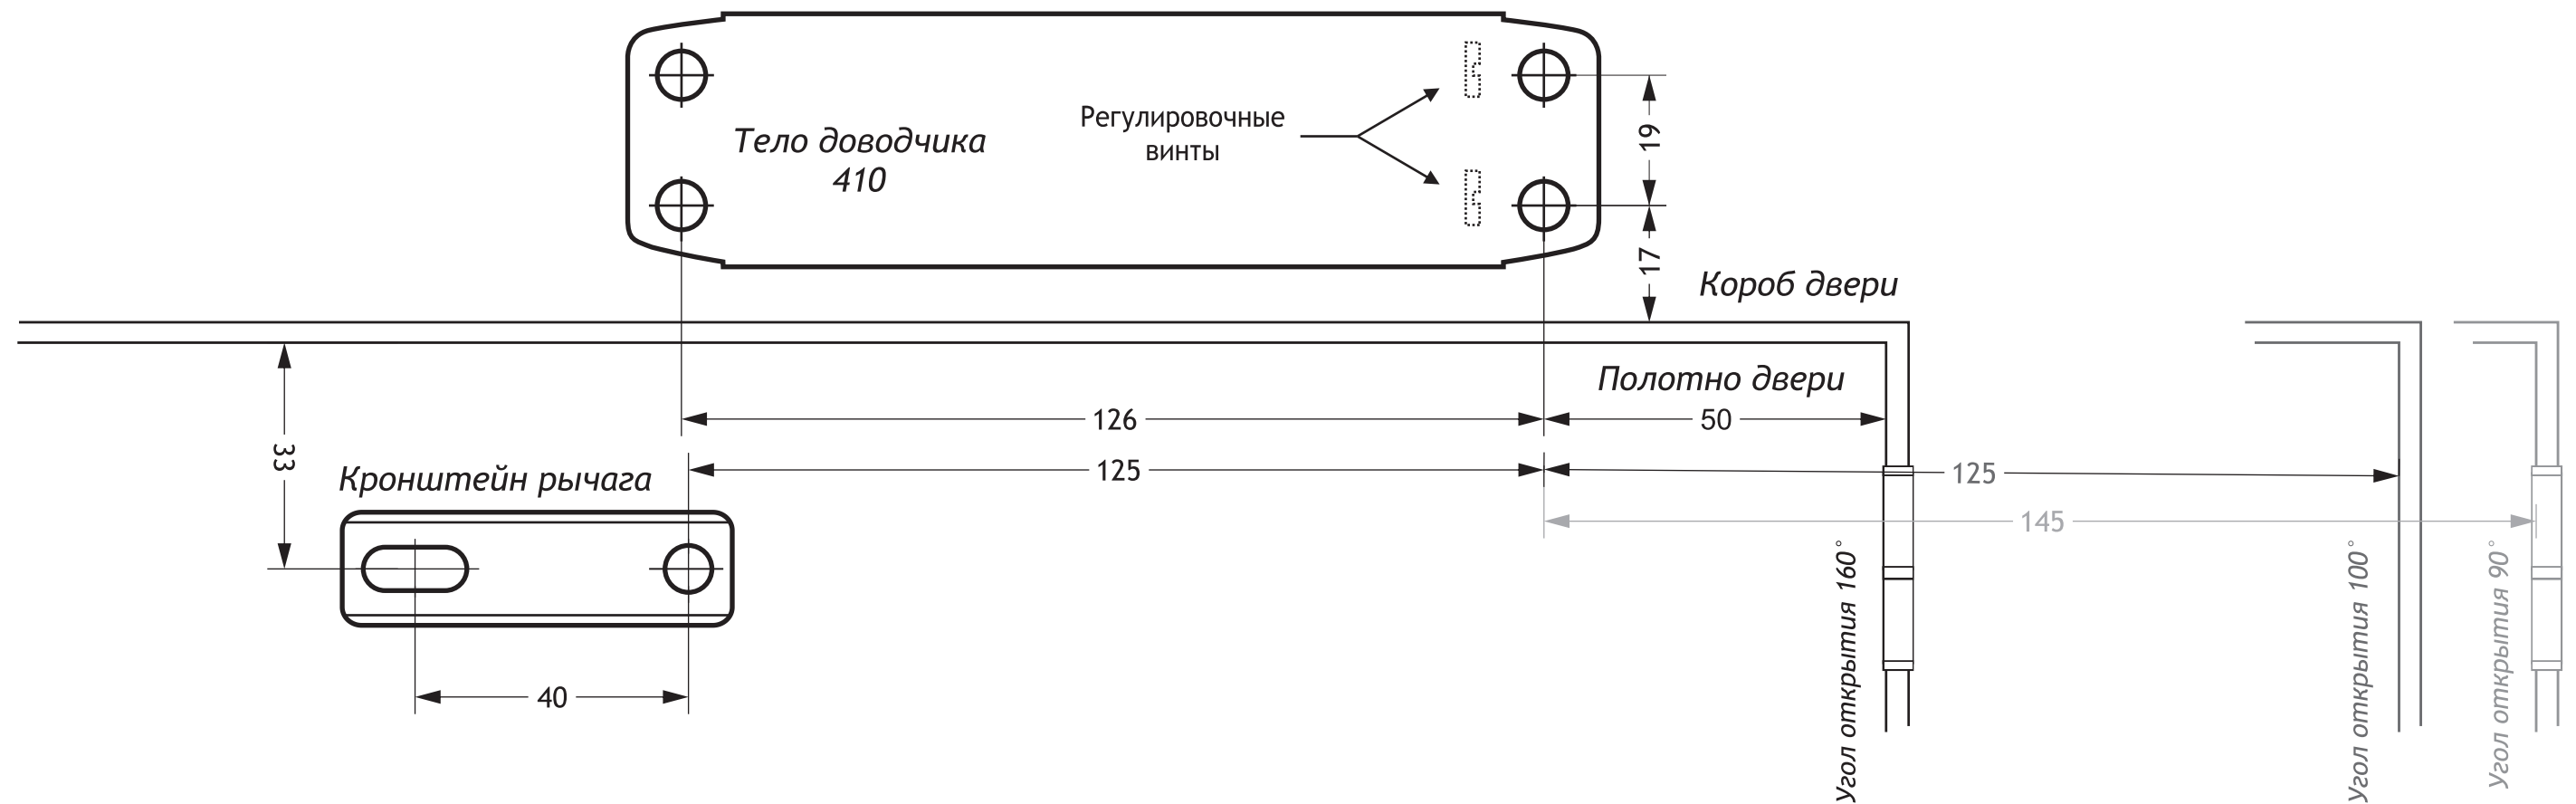 Регулировочные
винты
Тело доводчика
410
19
17
Короб двери
Полотно двери
126
50
33
125
125
Кронштейн рычага
145
40
Угол открытия 160°
Угол открытия 100°
Угол открытия 90°